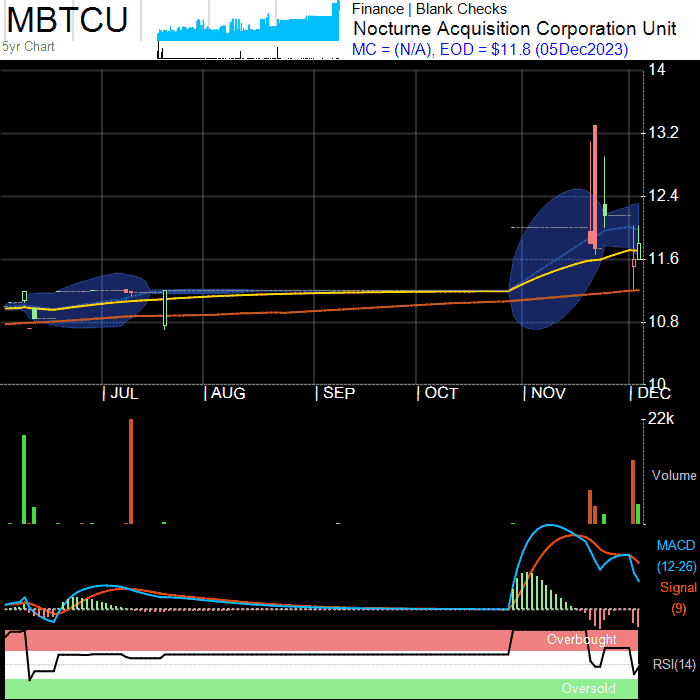 MBTCU
5yr Chart
Finance | Blank Checks
Nocturne Acquisition Corporation Unit
MC = (N/A), EOD = $11.8 (05Dec2023)
14
13.2
12.4
11.6
10.8
10
|JUL |AUG |SEP |OCT |NOV |DEC
22k
Volume
MACD
(12-26)
Signal
(9)
Overbought
RSI(14)
Oversold